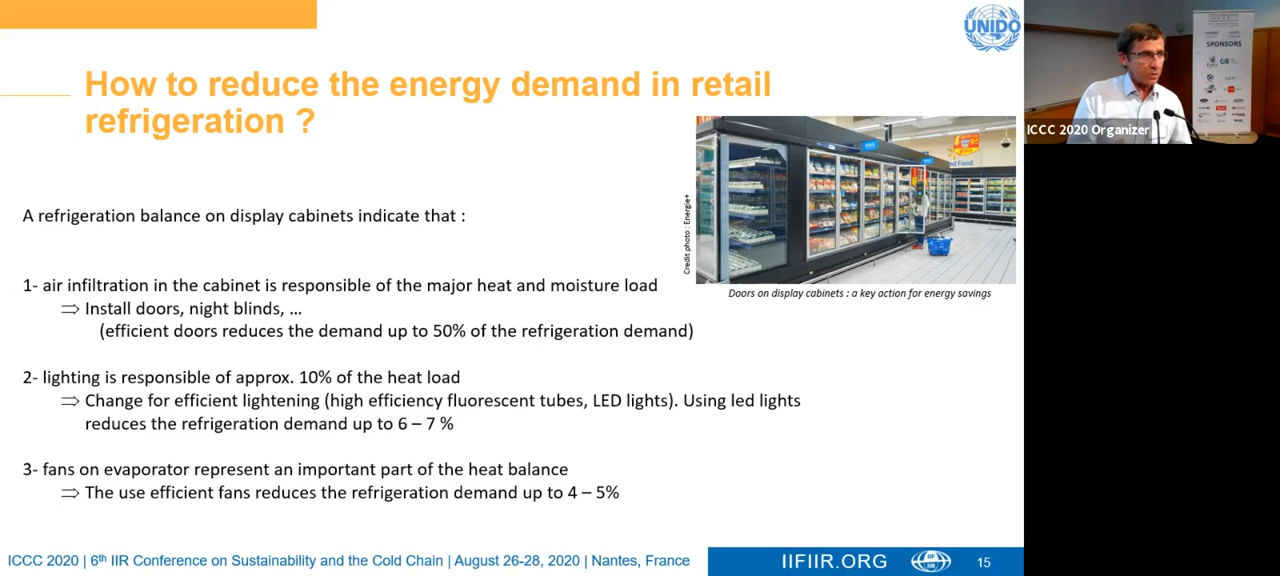 UNIDO
How to reduce the energy demand in retail
refrigeration ?
A refrigeration balance on display cabinets indicate that :
1- air infiltration in the cabinet is responsible of the major heat and moisture load
⇒ Install doors, night blinds, ...
(efficient doors reduces the demand up to 50% of the refrigeration demand)
2- lighting is responsible of approx. 10% of the heat load
⇒ Change for efficient lightening (high efficiency fluorescent tubes, LED lights). Using led lights
reduces the refrigeration demand up to 6 – 7 %
3- fans on evaporator represent an important part of the heat balance
⇒ The use efficient fans reduces the refrigeration demand up to 4 – 5%
Credit photo : Energie+
Doors on display cabinets : a key action for energy savings
SPONSORS
ICCC 2020 Organizer
ICCC 2020 | 6th IIR Conference on Sustainability and the Cold Chain | August 26-28, 2020 | Nantes, France
IIFIIR.ORG
15